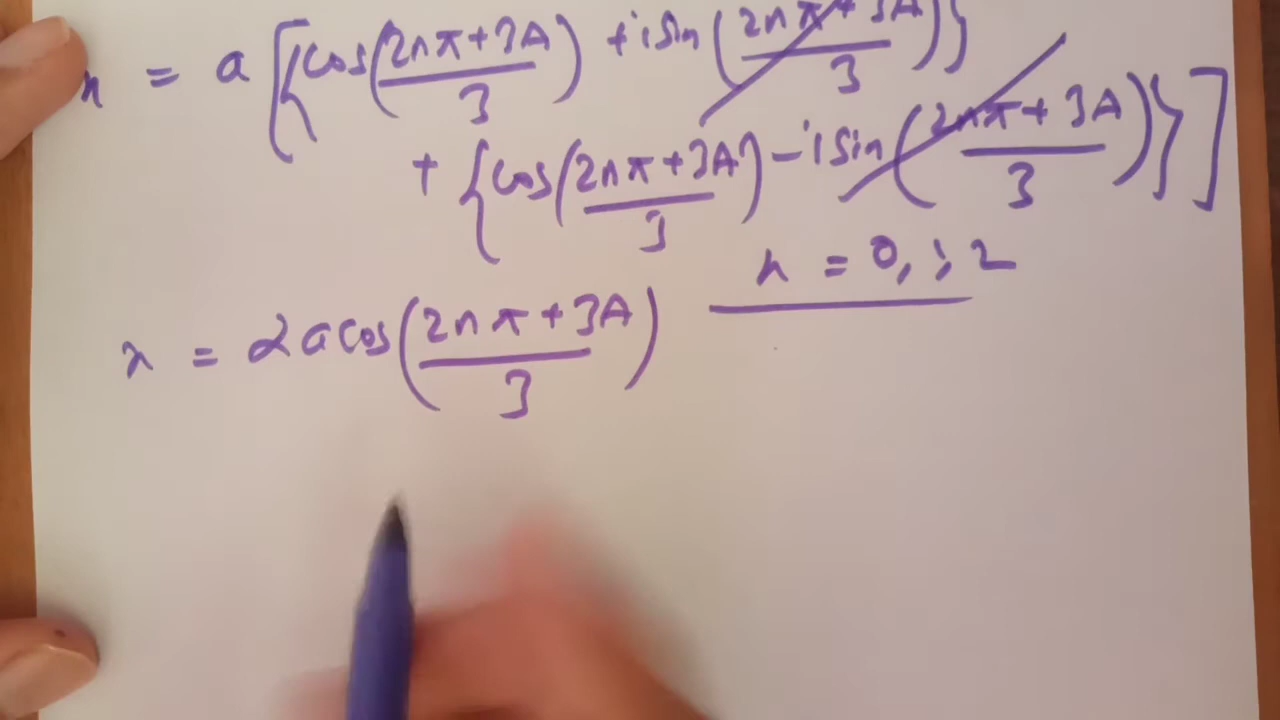 x = a [{cos(2nπ+3A/3) + i sin(2nπ+3A/3)}
+ {cos(2nπ+3A/3) - i sin(2nπ+3A/3)}]
n = 0, 1, 2
x = 2a cos(2nπ+3A/3)